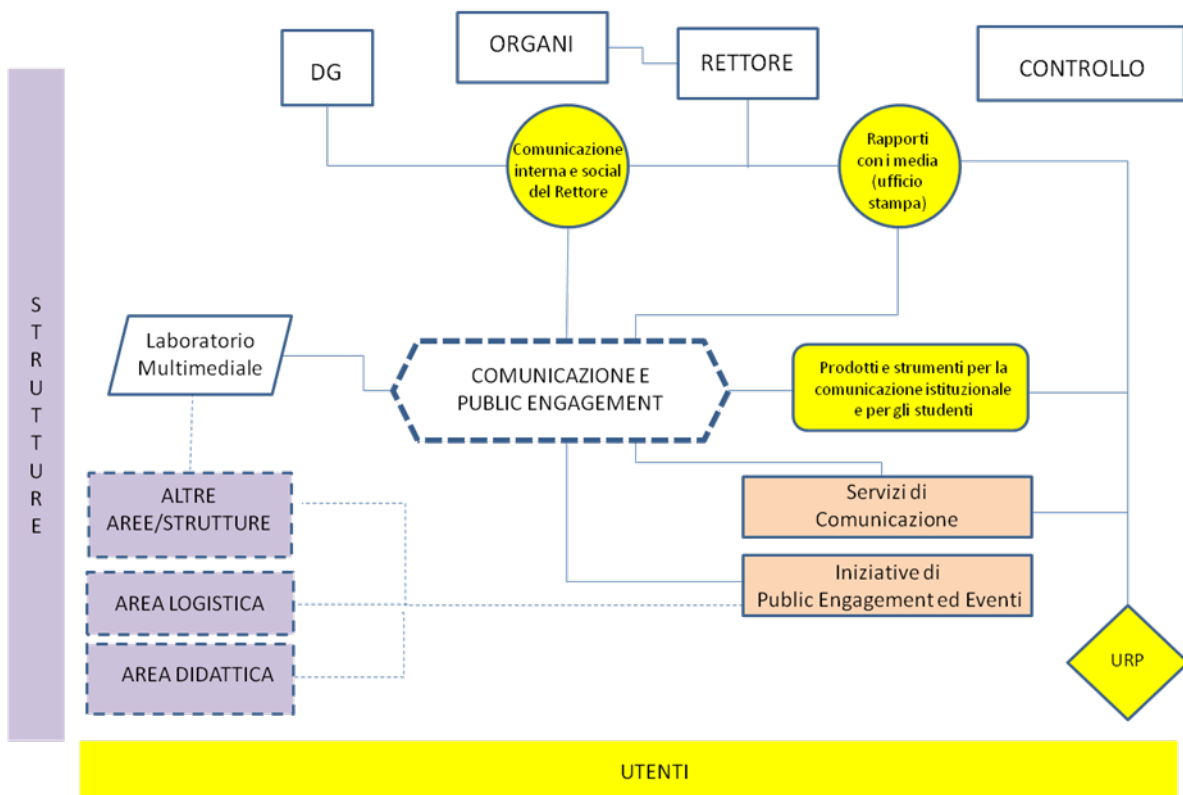 ORGANI
DG
RETTORE
CONTROLLO
Comunicazione
interna e social
del Rettore
Rapporti
con i media
(ufficio
stampa)
STRUTTURE
Laboratorio
Multimediale
COMUNICAZIONE E
PUBLIC ENGAGEMENT
Prodotti e strumenti per la
comunicazione istituzionale
e per gli studenti
ALTRE
AREE/STRUTTURE
Servizi di
Comunicazione
AREA LOGISTICA
Iniziative di
Public Engagement ed Eventi
AREA DIDATTICA
URP
UTENTI